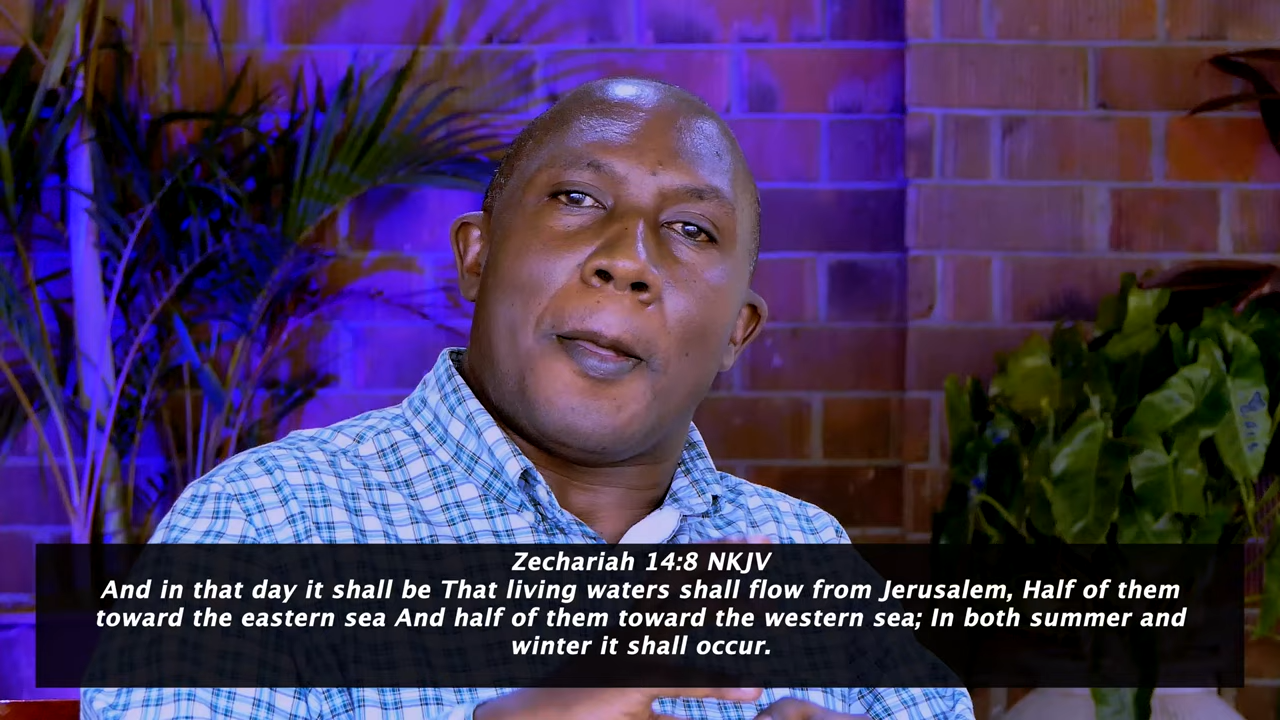 Zechariah 14:8 NKJV
And in that day it shall be That living waters shall flow from Jerusalem, Half of them
toward the eastern sea And half of them toward the western sea; In both summer and
winter it shall occur.